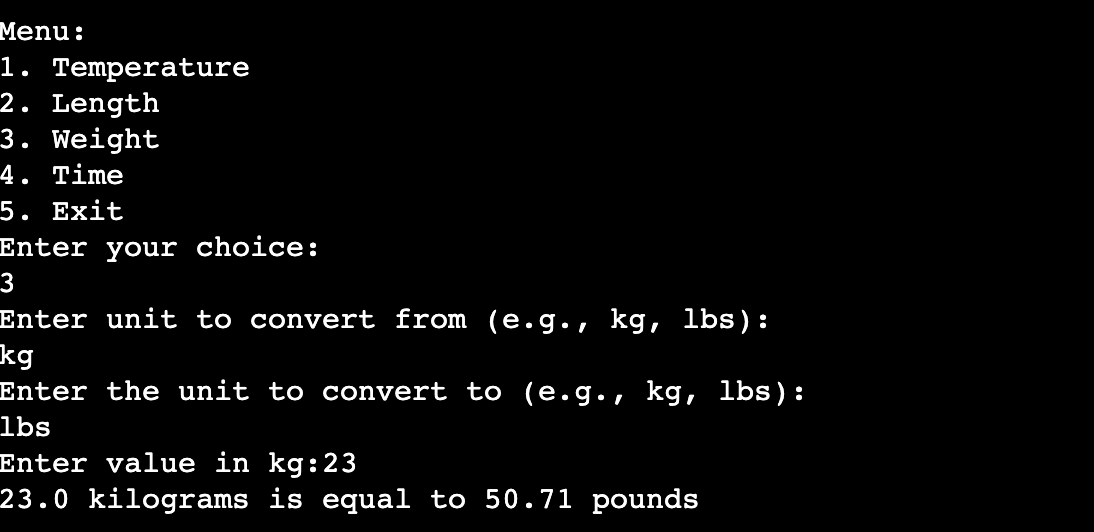 Menu:
1. Temperature
2. Length
3. Weight
4. Time
5. Exit
Enter your choice:
3
Enter unit to convert from (e.g., kg, lbs):
kg
Enter the unit to convert to (e.g., kg, lbs):
lbs
Enter value in kg:23
23.0 kilograms is equal to 50.71 pounds